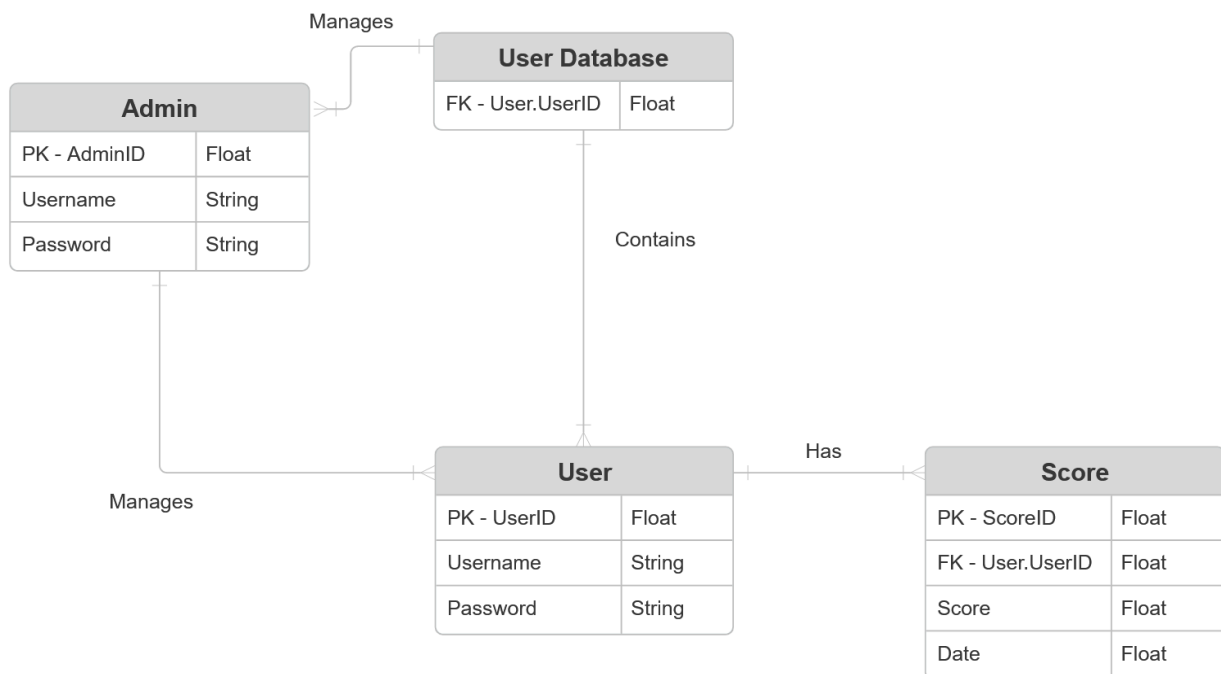 Manages
User Database
FK - User.UserID Float
Admin
PK - AdminID Float
Username String
Password String
Contains
Manages
User
PK - UserID Float
Username String
Password String
Has
Score
PK - ScoreID Float
FK - User.UserID Float
Score Float
Date Float